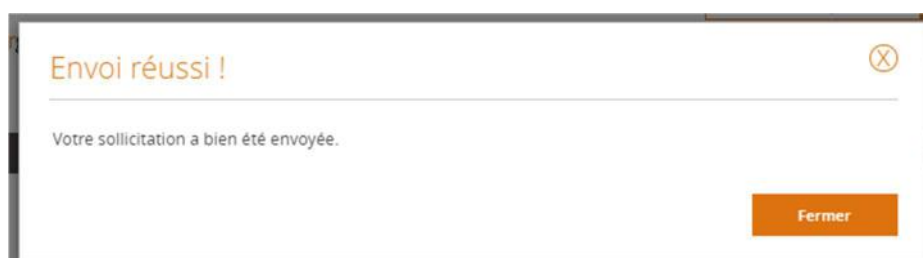 Envoi réussi !
Votre sollicitation a bien été envoyée.
Fermer